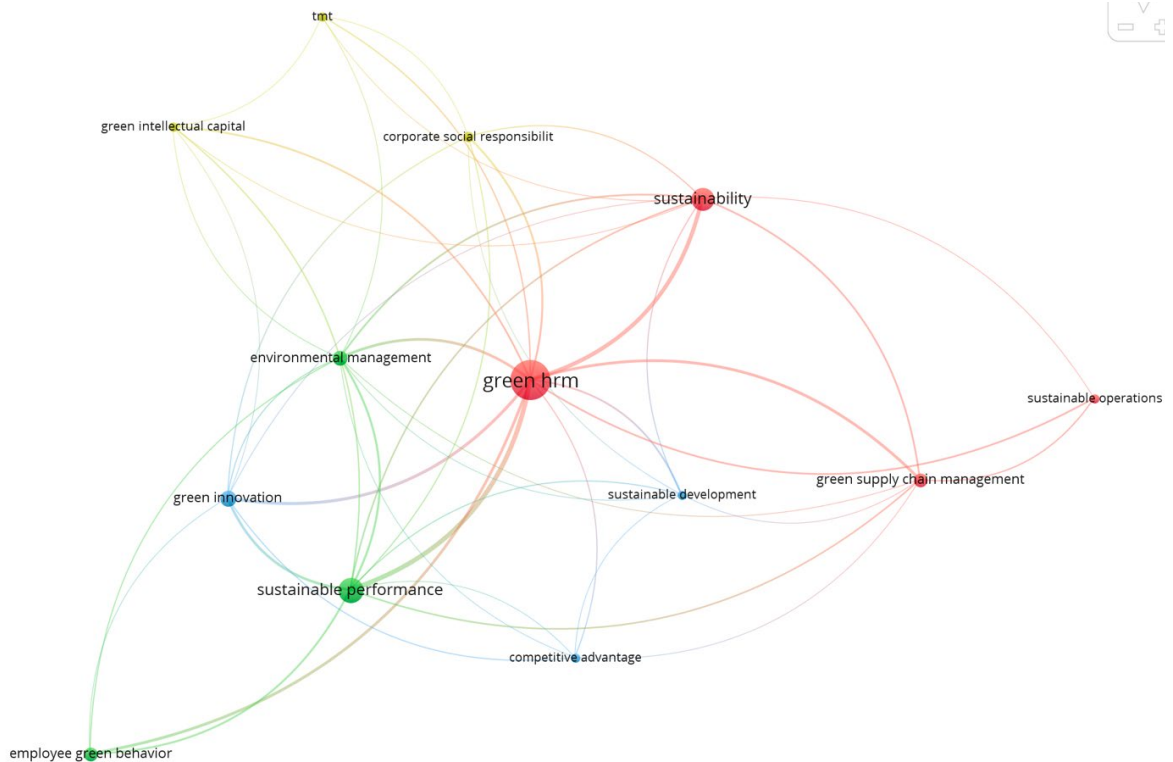 tmt
green intellectual capital
corporate social responsibilit
sustainability
environmental management
green hrm
sustainable operations
green supply chain management
green innovation
sustainable development
sustainable performance
competitive advantage
employee green behavior